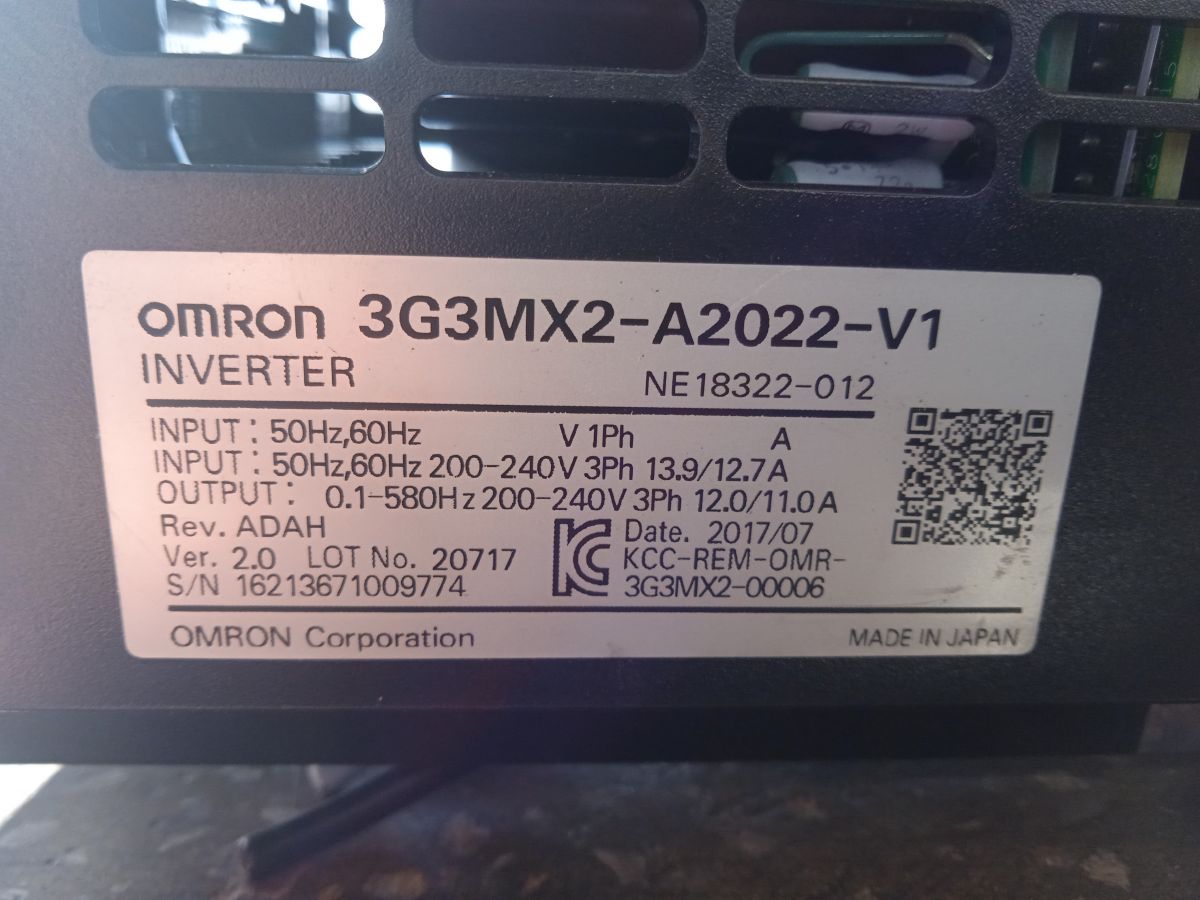 OMRON 3G3MX2-A2022-V1
INVERTER
NE18322-012
INPUT : 50Hz,60Hz V 1Ph A
INPUT : 50Hz,60Hz 200-240V 3Ph 13.9/12.7A
OUTPUT : 0.1-580Hz 200-240V 3Ph 12.0/11.0A
Rev. ADAH
Date. 2017/07
Ver. 2.0 LOT No. 20717
KCC-REM-OMR-
S/N 16213671009774
3G3MX2-00006
OMRON Corporation
MADE IN JAPAN